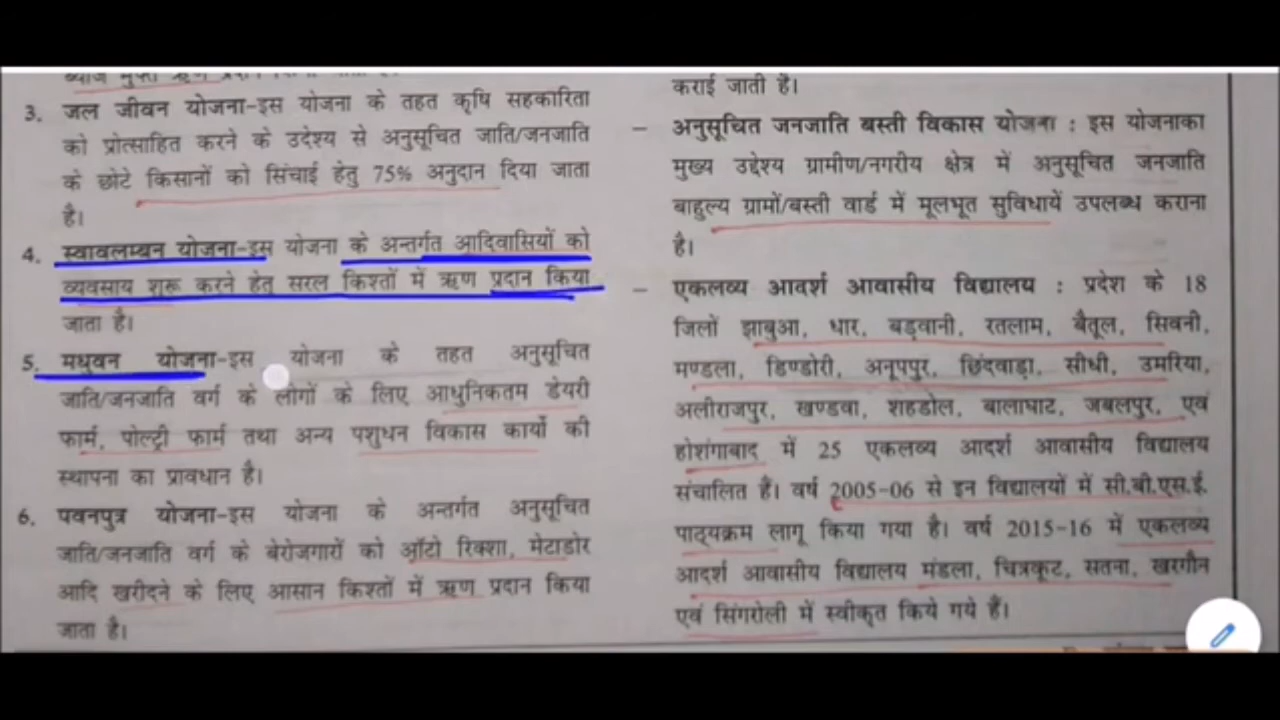 ब्याज मुक्त ऋण प्रदान किया जाता है।
3. जल जीवन योजना-इस योजना के तहत कृषि सहकारिता
को प्रोत्साहित करने के उदेश्य से अनुसूचित जाति/जनजाति
के छोटे किसानों को सिंचाई हेतु 75% अनुदान दिया जाता
है।
4. स्वावलम्बन योजना-इस योजना के अन्तर्गत आदिवासियों को
व्यवसाय शुरू करने हेतु सरल किश्तों में ऋण प्रदान किया
जाता है।
5. मधुवन योजना-इस योजना के तहत अनुसूचित
जाति/जनजाति वर्ग के लोगों के लिए आधुनिकतम डेयरी
फार्म, पोल्ट्री फार्म तथा अन्य पशुधन विकास कार्यो की
स्थापना का प्रावधान है।
6. पवनपुत्र योजना-इस योजना के अन्तर्गत अनुसूचित
जाति/जनजाति वर्ग के बेरोजगारों को ऑटो रिक्शा, मेटाडोर
आदि खरीदने के लिए आसान किश्तों में ऋण प्रदान किया
जाता है।
कराई जाती है।
– अनुसूचित जनजाति बस्ती विकास योजना : इस योजनाका
मुख्य उद्देश्य ग्रामीण/नगरीय क्षेत्र में अनुसूचित जनजाति
बाहुल्य ग्रामों/बस्ती वार्ड में मूलभूत सुविधायें उपलब्ध कराना
है।
– एकलव्य आदर्श आवासीय विद्यालय : प्रदेश के 18
जिलों झाबुआ, धार, बड़वानी, रतलाम, बैतूल, सिवनी,
मण्डला, डिण्डोरी, अनूपपुर, छिंदवाड़ा, सीधी, उमरिया,
अलीराजपुर, खण्डवा, शहडोल, बालाघाट, जबलपुर, एवं
होशंगाबाद में 25 एकलव्य आदर्श आवासीय विद्यालय
संचालित हैं। वर्ष 2005-06 से इन विद्यालयों में सी.बी.एस.ई.
पाठ्यक्रम लागू किया गया है। वर्ष 2015-16 में एकलव्य
आदर्श आवासीय विद्यालय मंडला, चित्रकूट, सतना, खरगौन
एवं सिंगरोली में स्वीकृत किये गये हैं।